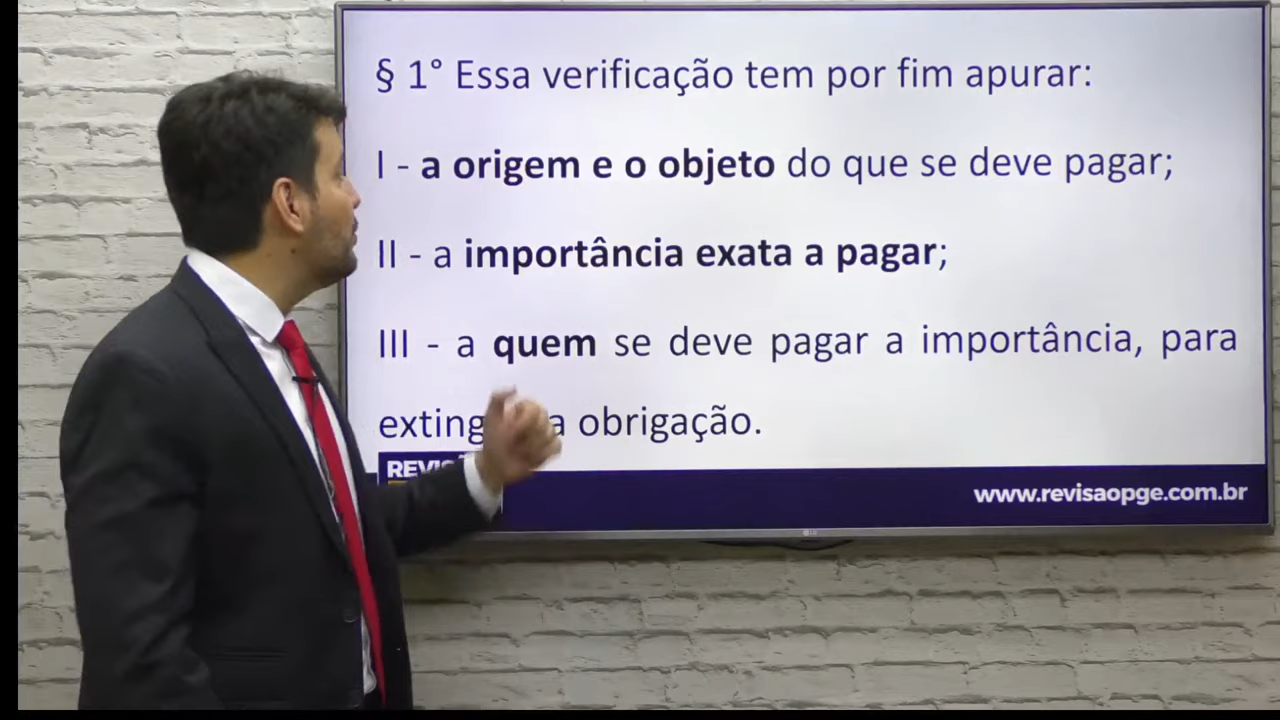 § 1° Essa verificação tem por fim apurar:
I - a origem e o objeto do que se deve pagar;
II - a importância exata a pagar;
III - a quem se deve pagar a importância, para
a obrigação.
www.revisaopge.com.br